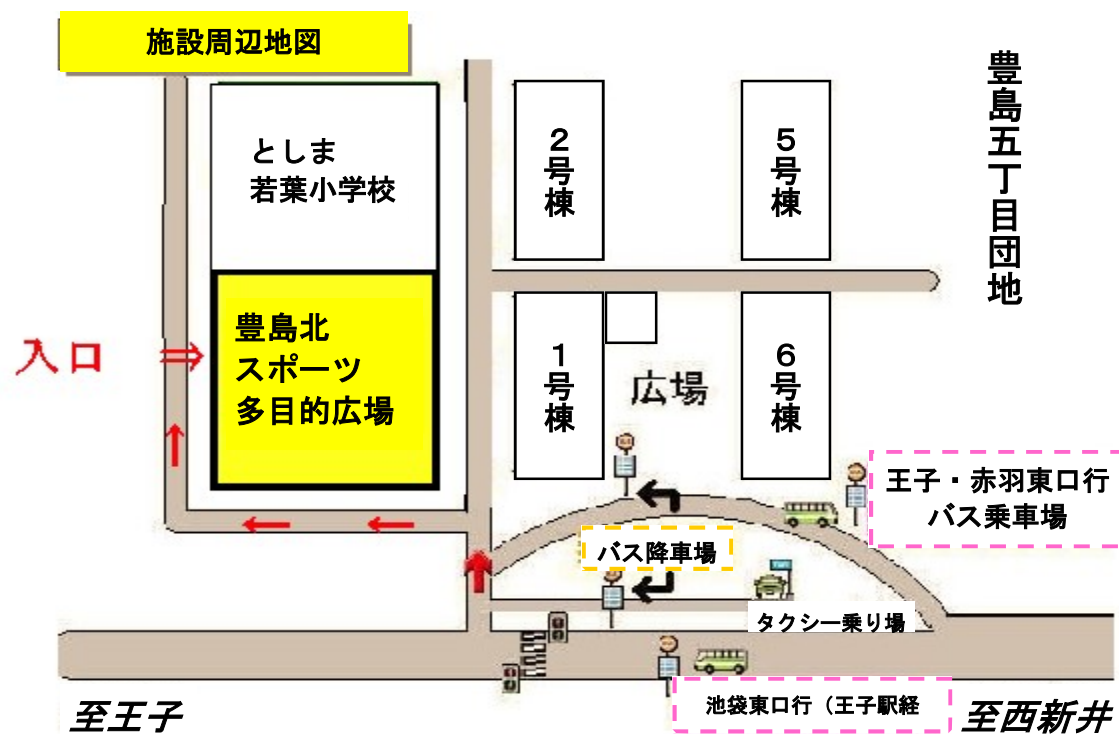 施設周辺地図
豊島五丁目団地
としま
若葉小学校
2号棟
5号棟
豊島北
スポーツ
多目的広場
入口
1号棟
広場
6号棟
王子・赤羽東口行
バス乗車場
バス降車場
タクシー乗り場
池袋東口行（王子駅経
至王子
至西新井